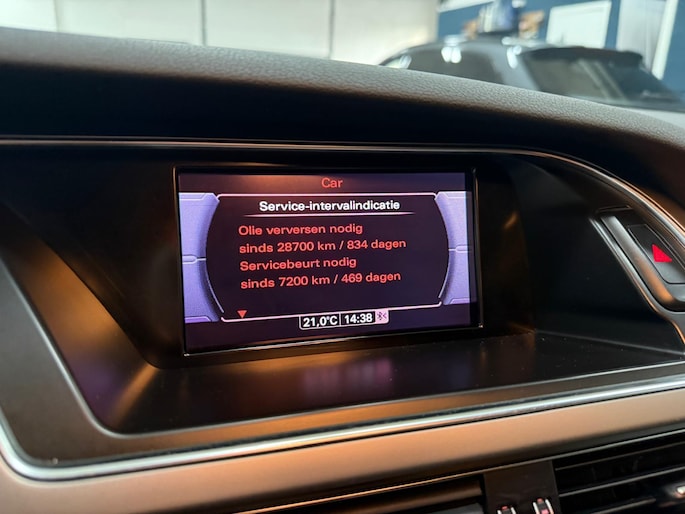 Car
Service-intervalindicatie
Olie verversen nodig
sinds 28700 km / 834 dagen
Servicebeurt nodig
sinds 7200 km / 469 dagen
21,0°C 14:38